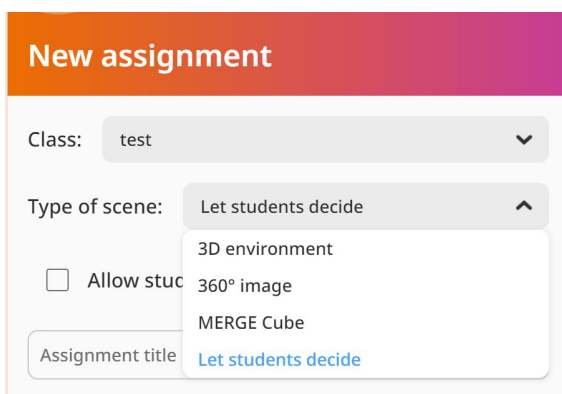 New assignment
Class: test
Type of scene: Let students decide
3D environment
Allow stud
360° image
MERGE Cube
Assignment title
Let students decide